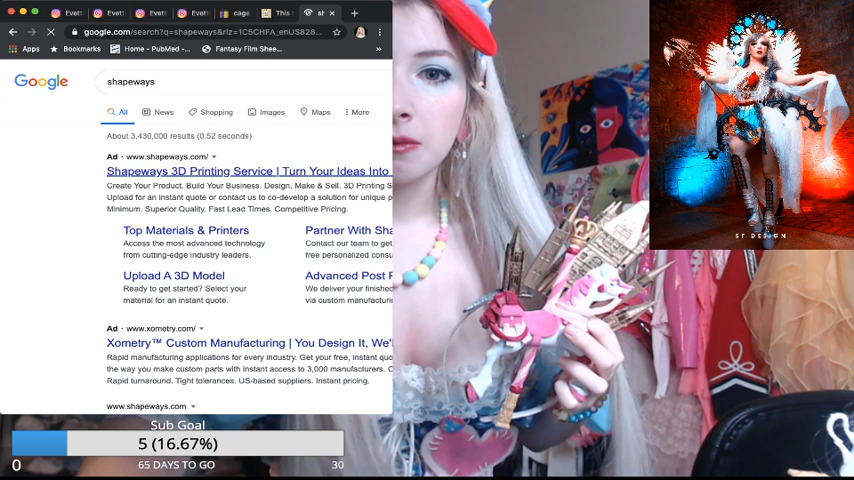 Evett
Evett
Evett
Evett
cage
This
sh
google.com/search?q=shapeways&rlz=1C5CHFA_enUS828...
Apps
Bookmarks
Home - PubMed -...
Fantasy Film Shee...
»
Google
shapeways
All
News
Shopping
Images
Maps
More
About 3,430,000 results (0.52 seconds)
Ad · www.shapeways.com/
Shapeways 3D Printing Service | Turn Your Ideas Into
Create Your Product. Build Your Business. Design, Make & Sell. 3D Printing S
Upload for an instant quote or contact us to co-develop a solution for unique p
Minimum. Superior Quality. Fast Lead Times. Competitive Pricing.
Top Materials & Printers
Partner With Sha
Access the most advanced technology
Contact our team to get
from cutting-edge industry leaders.
free personalized consu
Upload A 3D Model
Advanced Post P
Ready to get started? Select your
We deliver your finished
material for an instant quote.
via custom manufacturin
Ad · www.xometry.com/
Xometry™ Custom Manufacturing | You Design It, We'l
Rapid manufacturing applications for every industry. Get your free, instant quo
the way you make custom parts with instant access to 3,000 manufacturers. C
Rapid turnaround. Tight tolerances. US-based suppliers. Instant pricing.
www.shapeways.com
Sub Goal
5 (16.67%)
0
65 DAYS TO GO
30
SF DESIGN